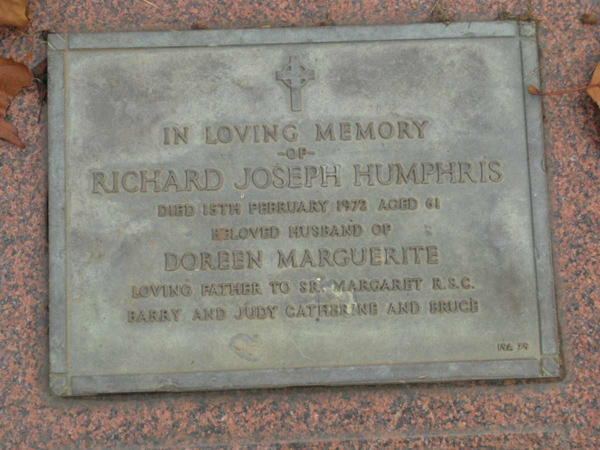 IN LOVING MEMORY
-OF-
RICHARD JOSEPH HUMPHRIS
DIED 15TH FEBRUARY 1972 AGED 61
BELOVED HUSBAND OF
DOREEN MARGUERITE
LOVING FATHER TO SR. MARGARET R.S.C.
BARRY AND JUDY CATHERINE AND BRUCE